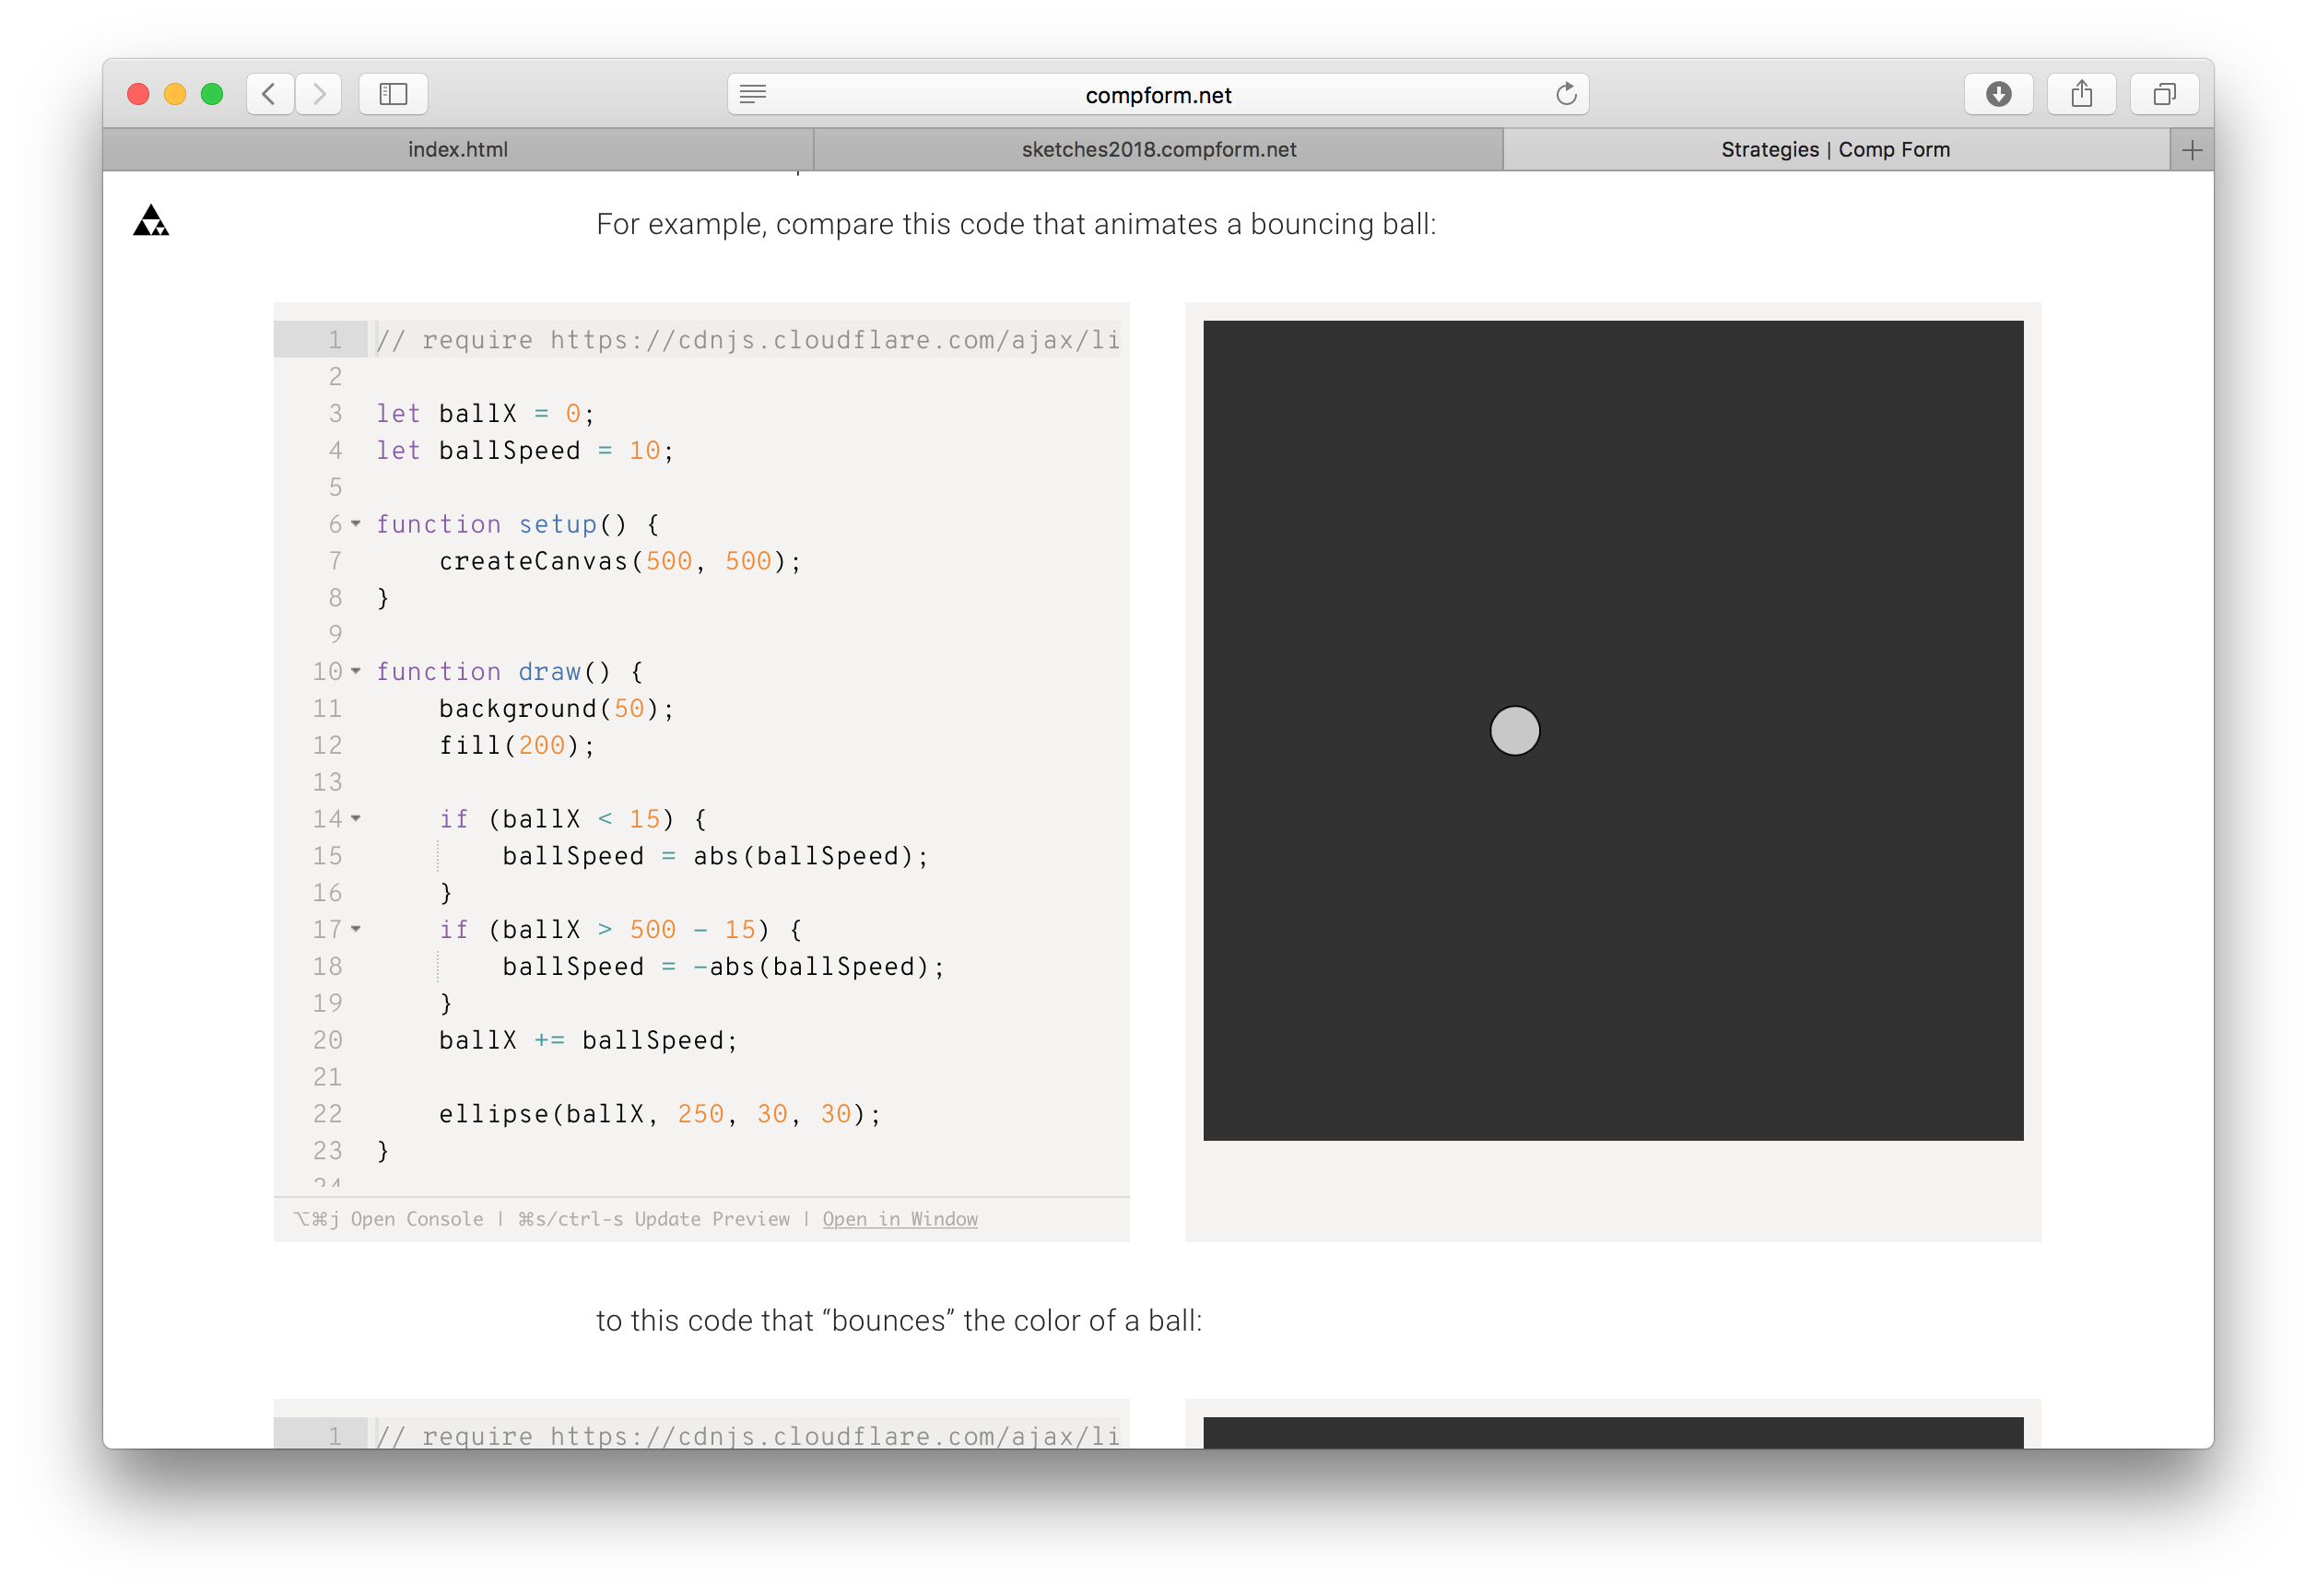 compform.net
index.html
sketches2018.compform.net
Strategies | Comp Form
For example, compare this code that animates a bouncing ball:
1 // require https://cdnjs.cloudflare.com/ajax/li
2
3 let ballX = 0;
4 let ballSpeed = 10;
5
6 function setup() {
7     createCanvas(500, 500);
8 }
9
10 function draw() {
11     background(50);
12     fill(200);
13
14     if (ballX < 15) {
15         ballSpeed = abs(ballSpeed);
16     }
17     if (ballX > 500 - 15) {
18         ballSpeed = -abs(ballSpeed);
19     }
20     ballX += ballSpeed;
21
22     ellipse(ballX, 250, 30, 30);
23 }
24
⌥⌘j Open Console | ⌘s/ctrl-s Update Preview | Open in Window
to this code that “bounces” the color of a ball:
1 // require https://cdnjs.cloudflare.com/ajax/li